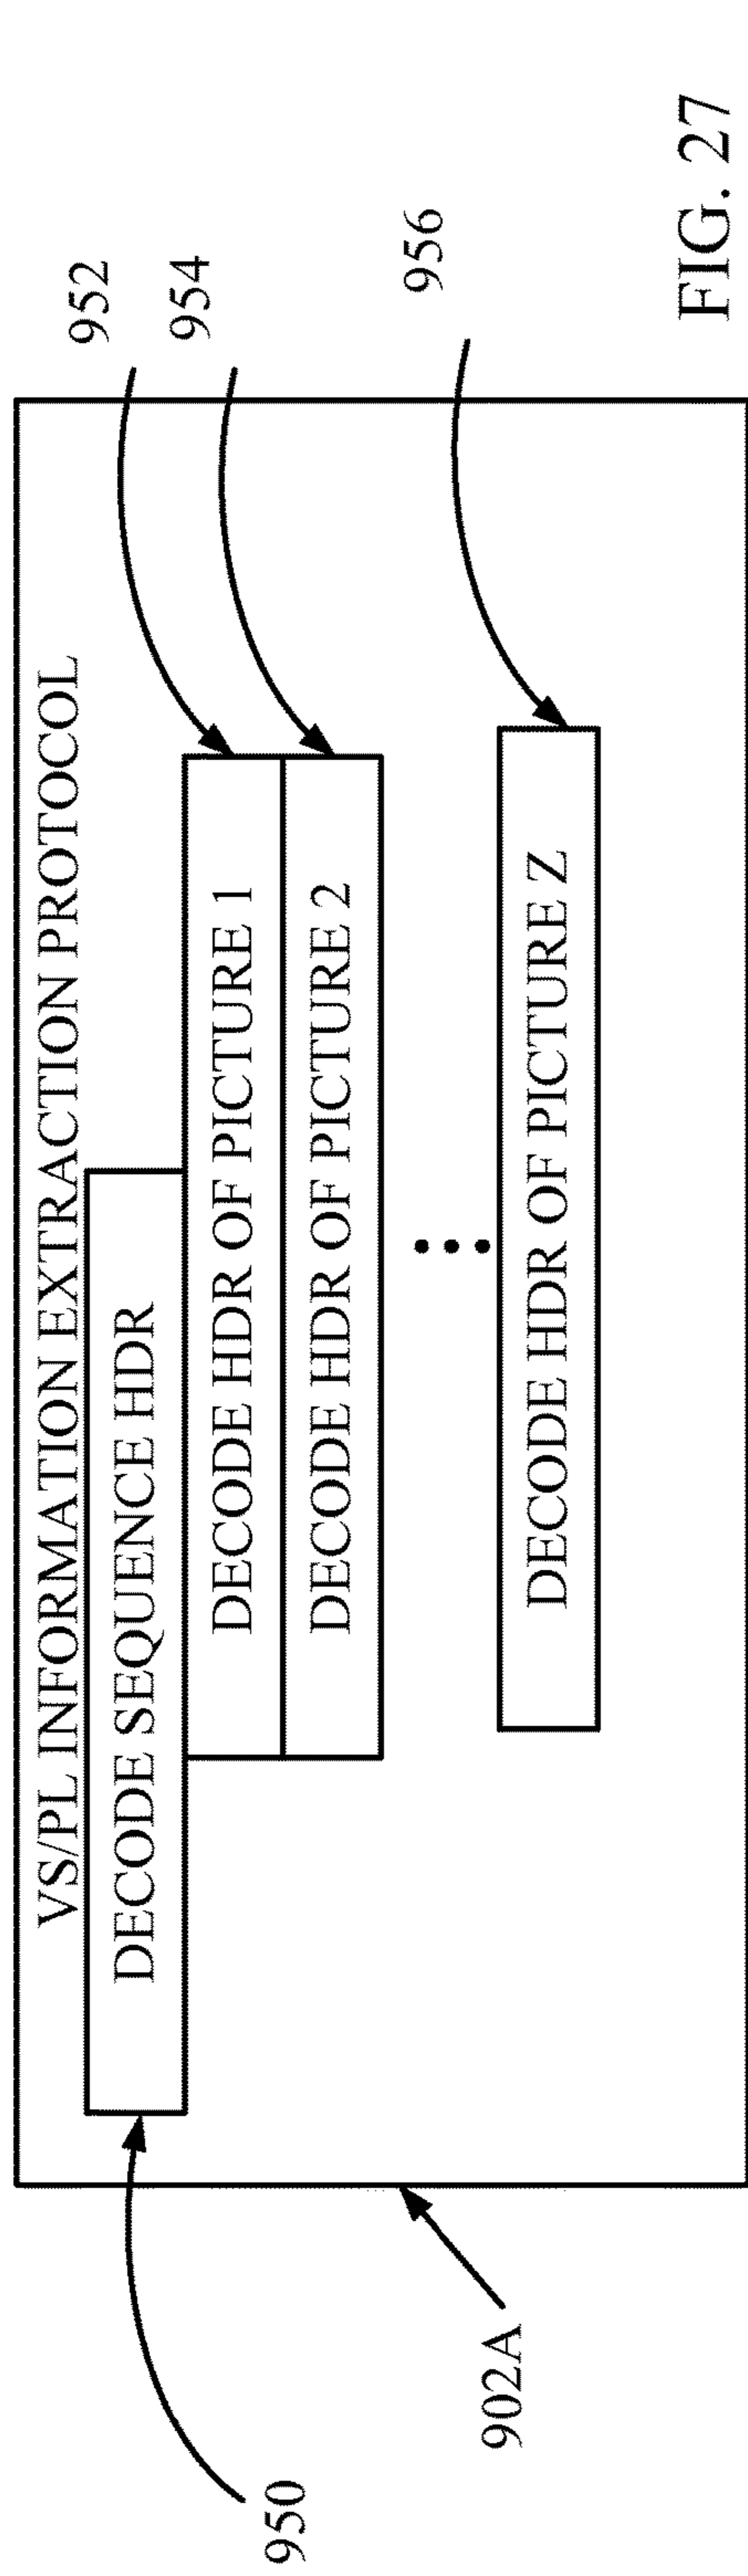 VS/PL INFORMATION EXTRACTION PROTOCOL
DECODE SEQUENCE HDR
DECODE HDR OF PICTURE 1
DECODE HDR OF PICTURE 2
DECODE HDR OF PICTURE Z
950
902A
952
954
956
FIG. 27